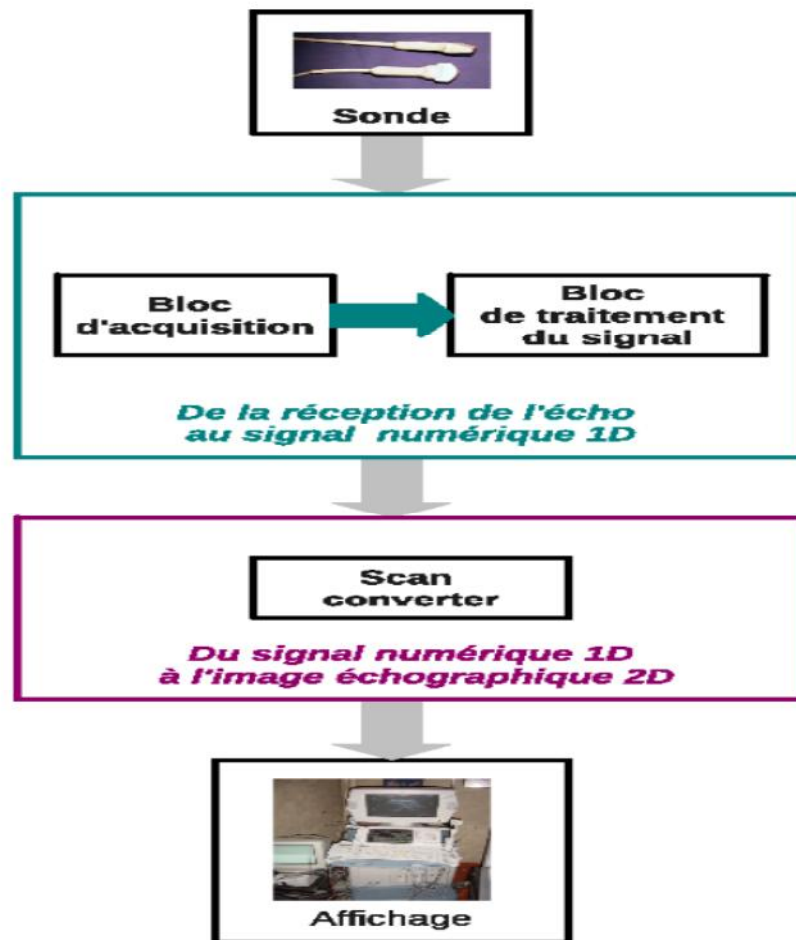 Sonde
Bloc
d'acquisition
Bloc
de traitement
du signal
De la réception de l'écho
au signal numérique 1D
Scan
converter
Du signal numérique 1D
à l'image échographique 2D
Affichage